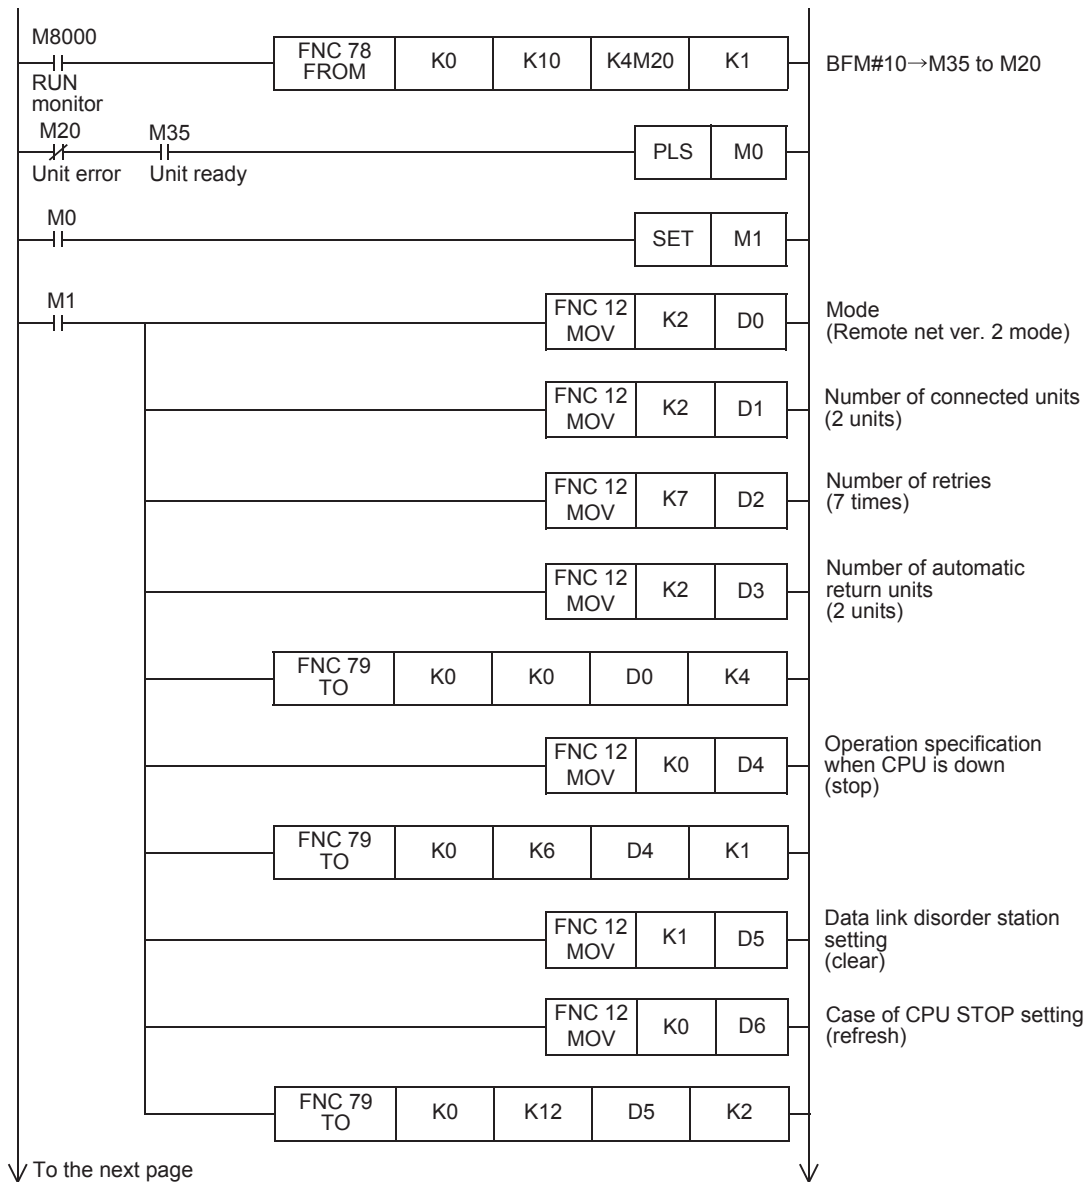 M8000
RUN
monitor
FNC 78
FROM
K0
K10
K4M20
K1
BFM#10→M35 to M20
M20
Unit error
M35
Unit ready
PLS
M0
M0
SET
M1
M1
FNC 12
MOV
K2
D0
Mode
(Remote net ver. 2 mode)
FNC 12
MOV
K2
D1
Number of connected units
(2 units)
FNC 12
MOV
K7
D2
Number of retries
(7 times)
FNC 12
MOV
K2
D3
Number of automatic
return units
(2 units)
FNC 79
TO
K0
K0
D0
K4
FNC 12
MOV
K0
D4
Operation specification
when CPU is down
(stop)
FNC 79
TO
K0
K6
D4
K1
FNC 12
MOV
K1
D5
Data link disorder station
setting
(clear)
FNC 12
MOV
K0
D6
Case of CPU STOP setting
(refresh)
FNC 79
TO
K0
K12
D5
K2
To the next page